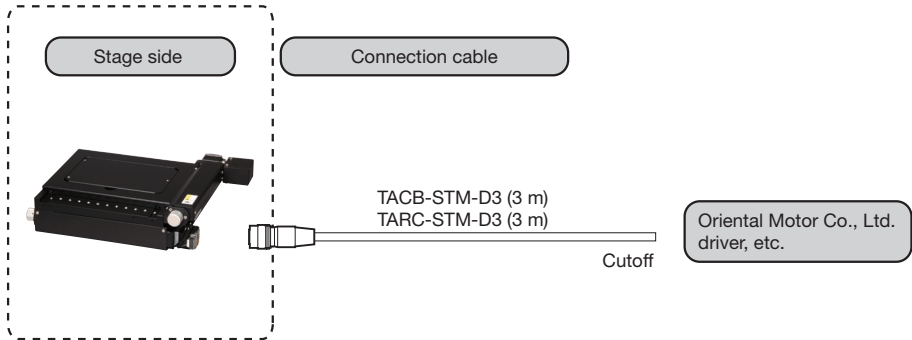 Stage side
Connection cable
TACB-STM-D3 (3 m)
TARC-STM-D3 (3 m)
Cutoff
Oriental Motor Co., Ltd.
driver, etc.